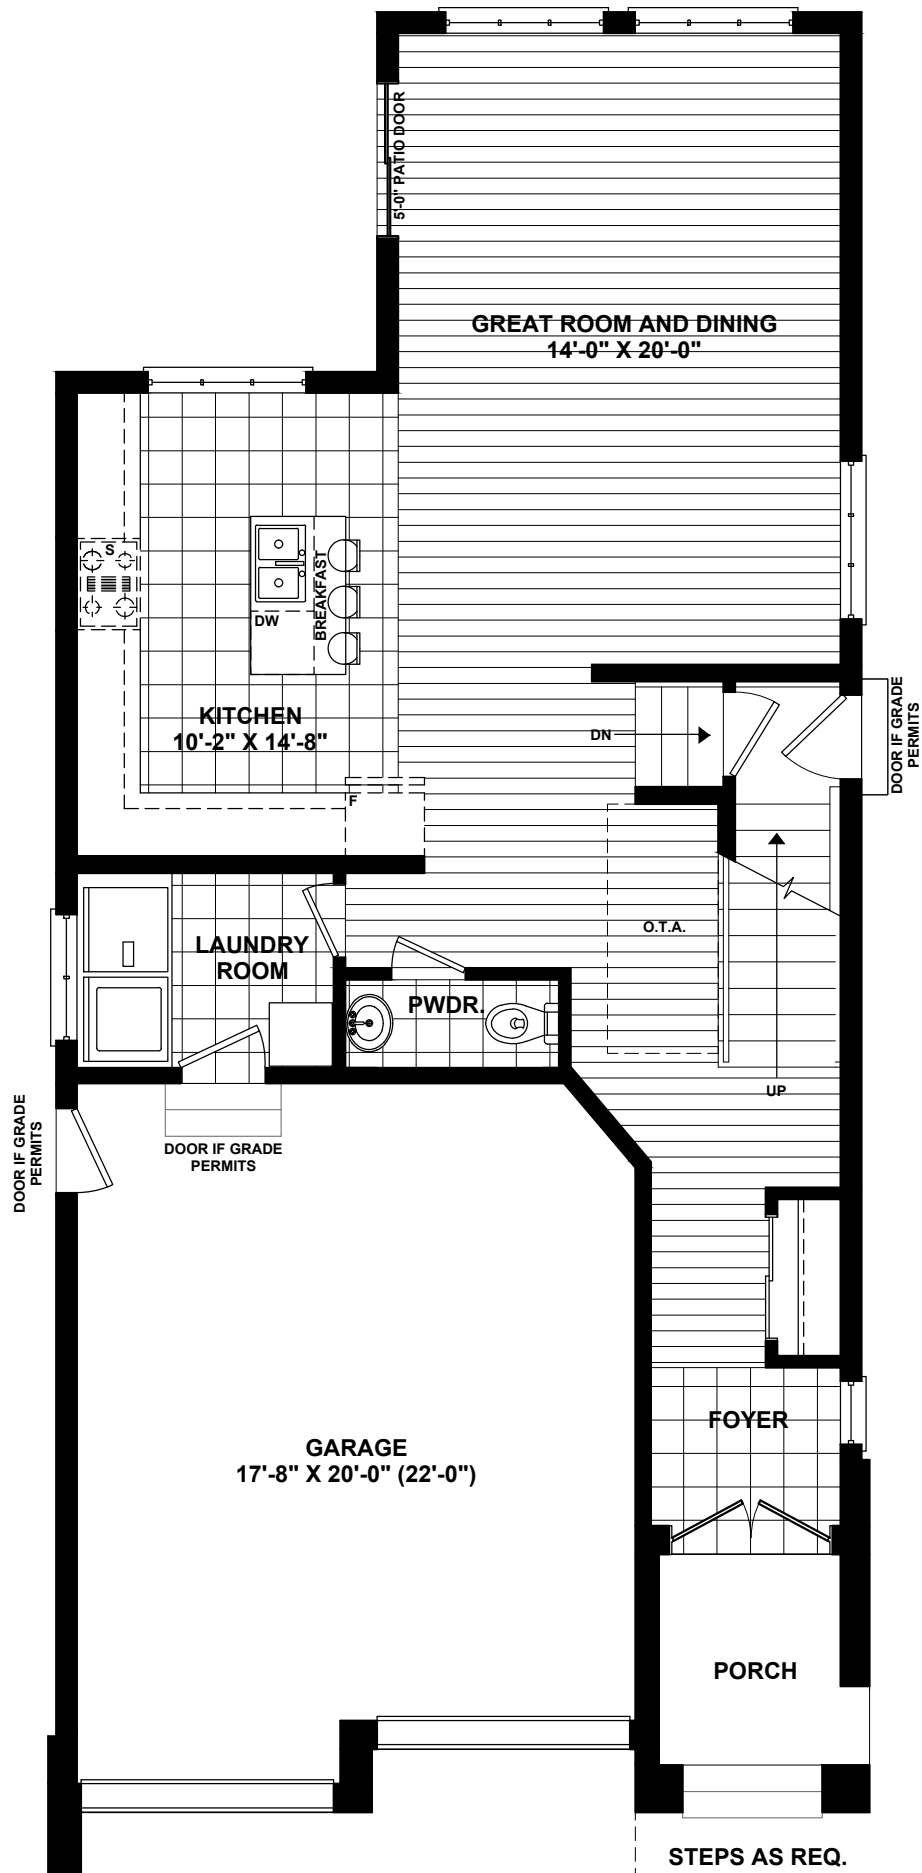 5'-0" PATIO DOOR
GREAT ROOM AND DINING
14'-0" X 20'-0"
S
BREAKFAST
DW
KITCHEN
10'-2" X 14'-8"
DN
DOOR IF GRADE
PERMITS
F
O.T.A.
LAUNDRY
ROOM
PWDR.
UP
DOOR IF GRADE
PERMITS
DOOR IF GRADE
PERMITS
FOYER
GARAGE
17'-8" X 20'-0" (22'-0")
PORCH
STEPS AS REQ.